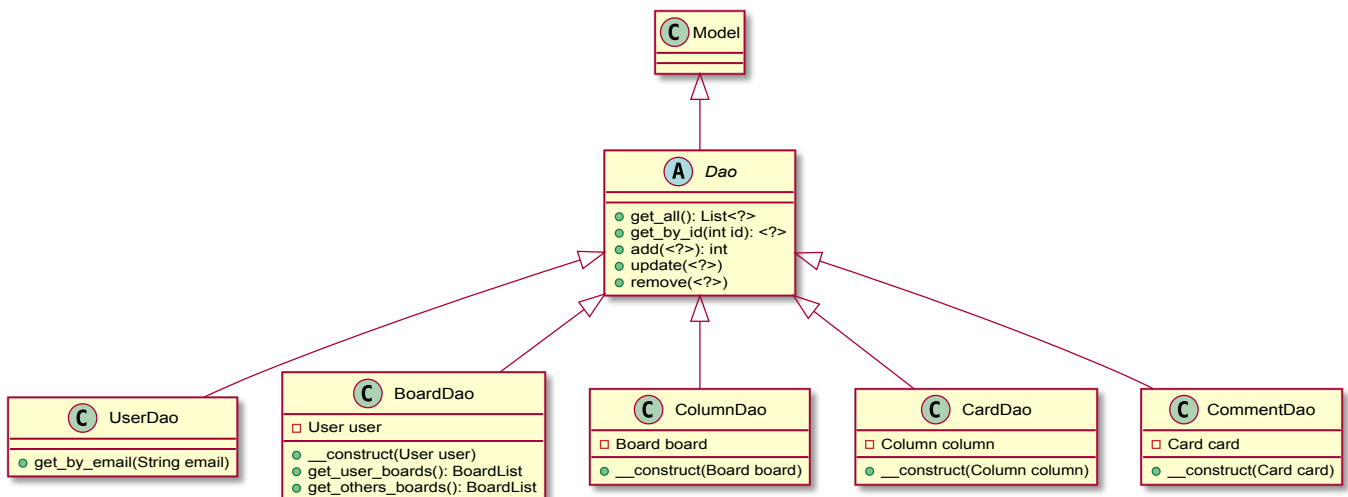 C Model
A Dao
get_all(): List<?>
get_by_id(int id): <?>
add(<?>): int
update(<?>)
remove(<?>)
C UserDao
get_by_email(String email)
C BoardDao
User user
__construct(User user)
get_user_boards(): BoardList
get_others_boards(): BoardList
C ColumnDao
Board board
__construct(Board board)
C CardDao
Column column
__construct(Column column)
C CommentDao
Card card
__construct(Card card)